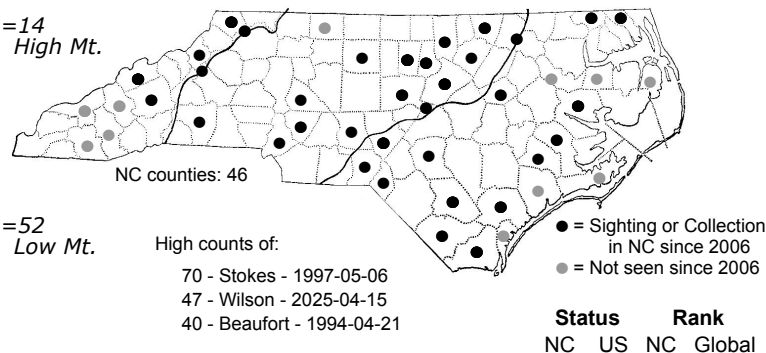 =14
High Mt.
NC counties: 46
=52
Low Mt.
High counts of:
70 - Stokes - 1997-05-06
47 - Wilson - 2025-04-15
40 - Beaufort - 1994-04-21
● = Sighting or Collection
in NC since 2006
● = Not seen since 2006
Status Rank
NC US NC Global